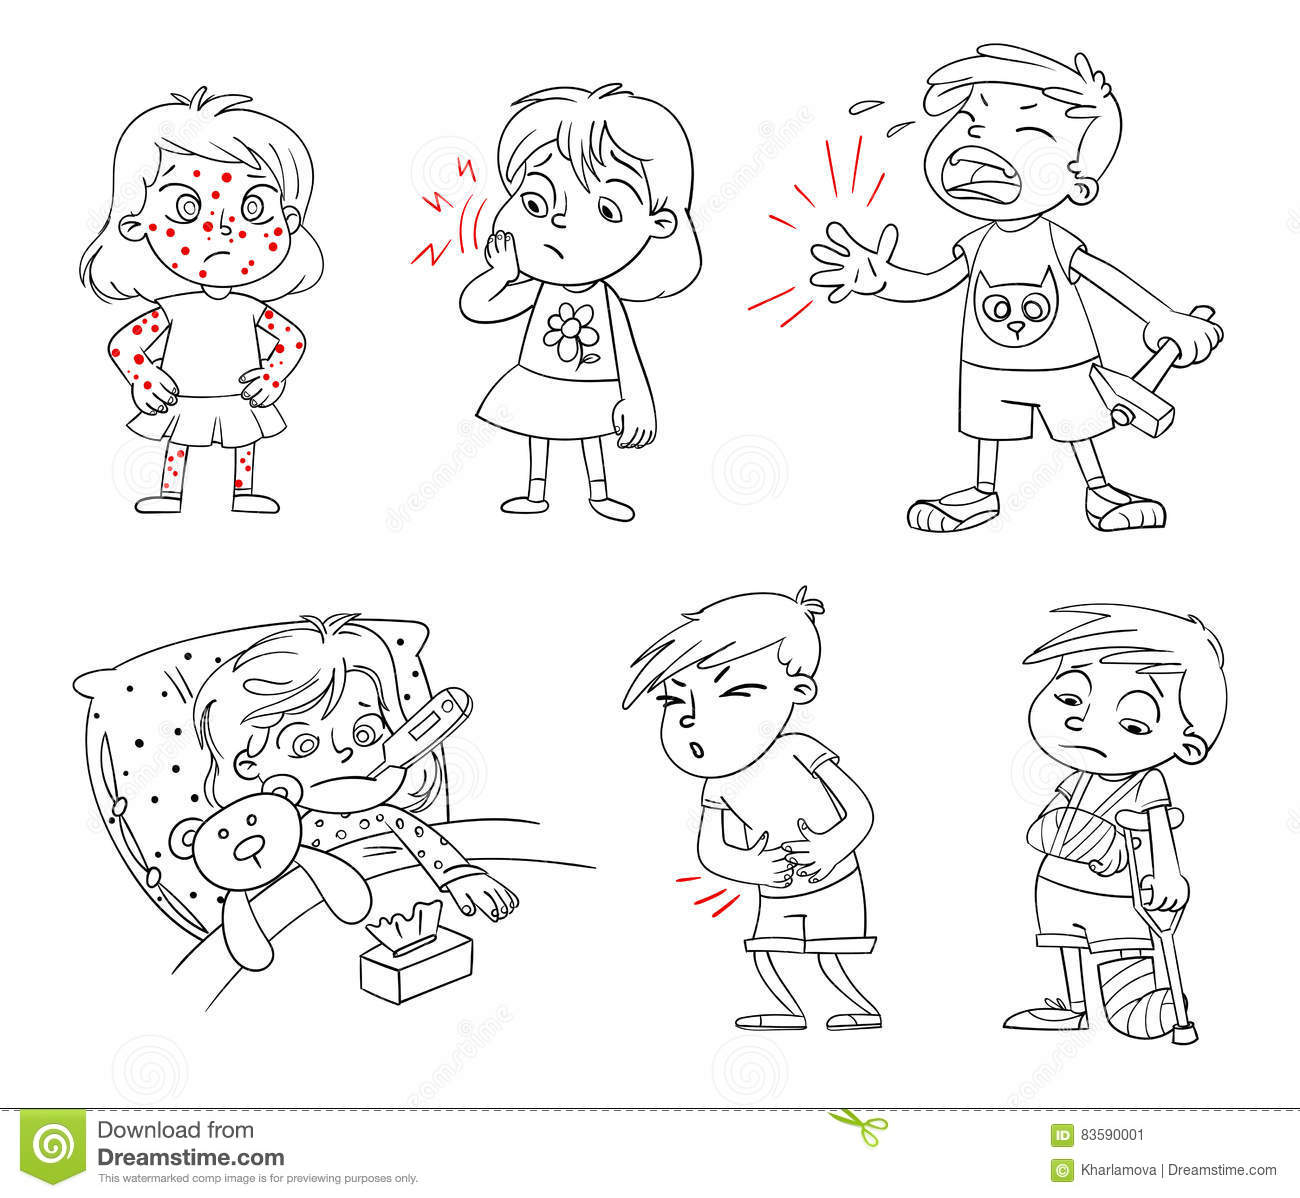 Download from
Dreamstime.com
This watermarked comp image is for previewing purposes only.
ID 83590001
© Kharlamova | Dreamstime.com